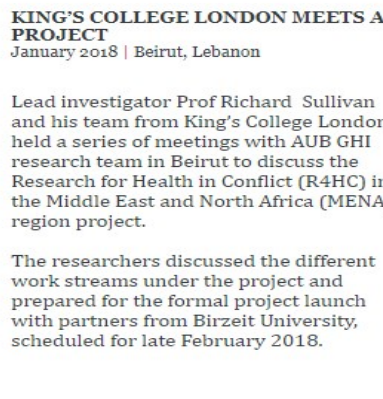 KING'S COLLEGE LONDON MEETS A
PROJECT
January 2018 | Beirut, Lebanon
Lead investigator Prof Richard Sullivan
and his team from King's College London
held a series of meetings with AUB GHI
research team in Beirut to discuss the
Research for Health in Conflict (R4HC) in
the Middle East and North Africa (MENA
region project.
The researchers discussed the different
work streams under the project and
prepared for the formal project launch
with partners from Birzeit University,
scheduled for late February 2018.